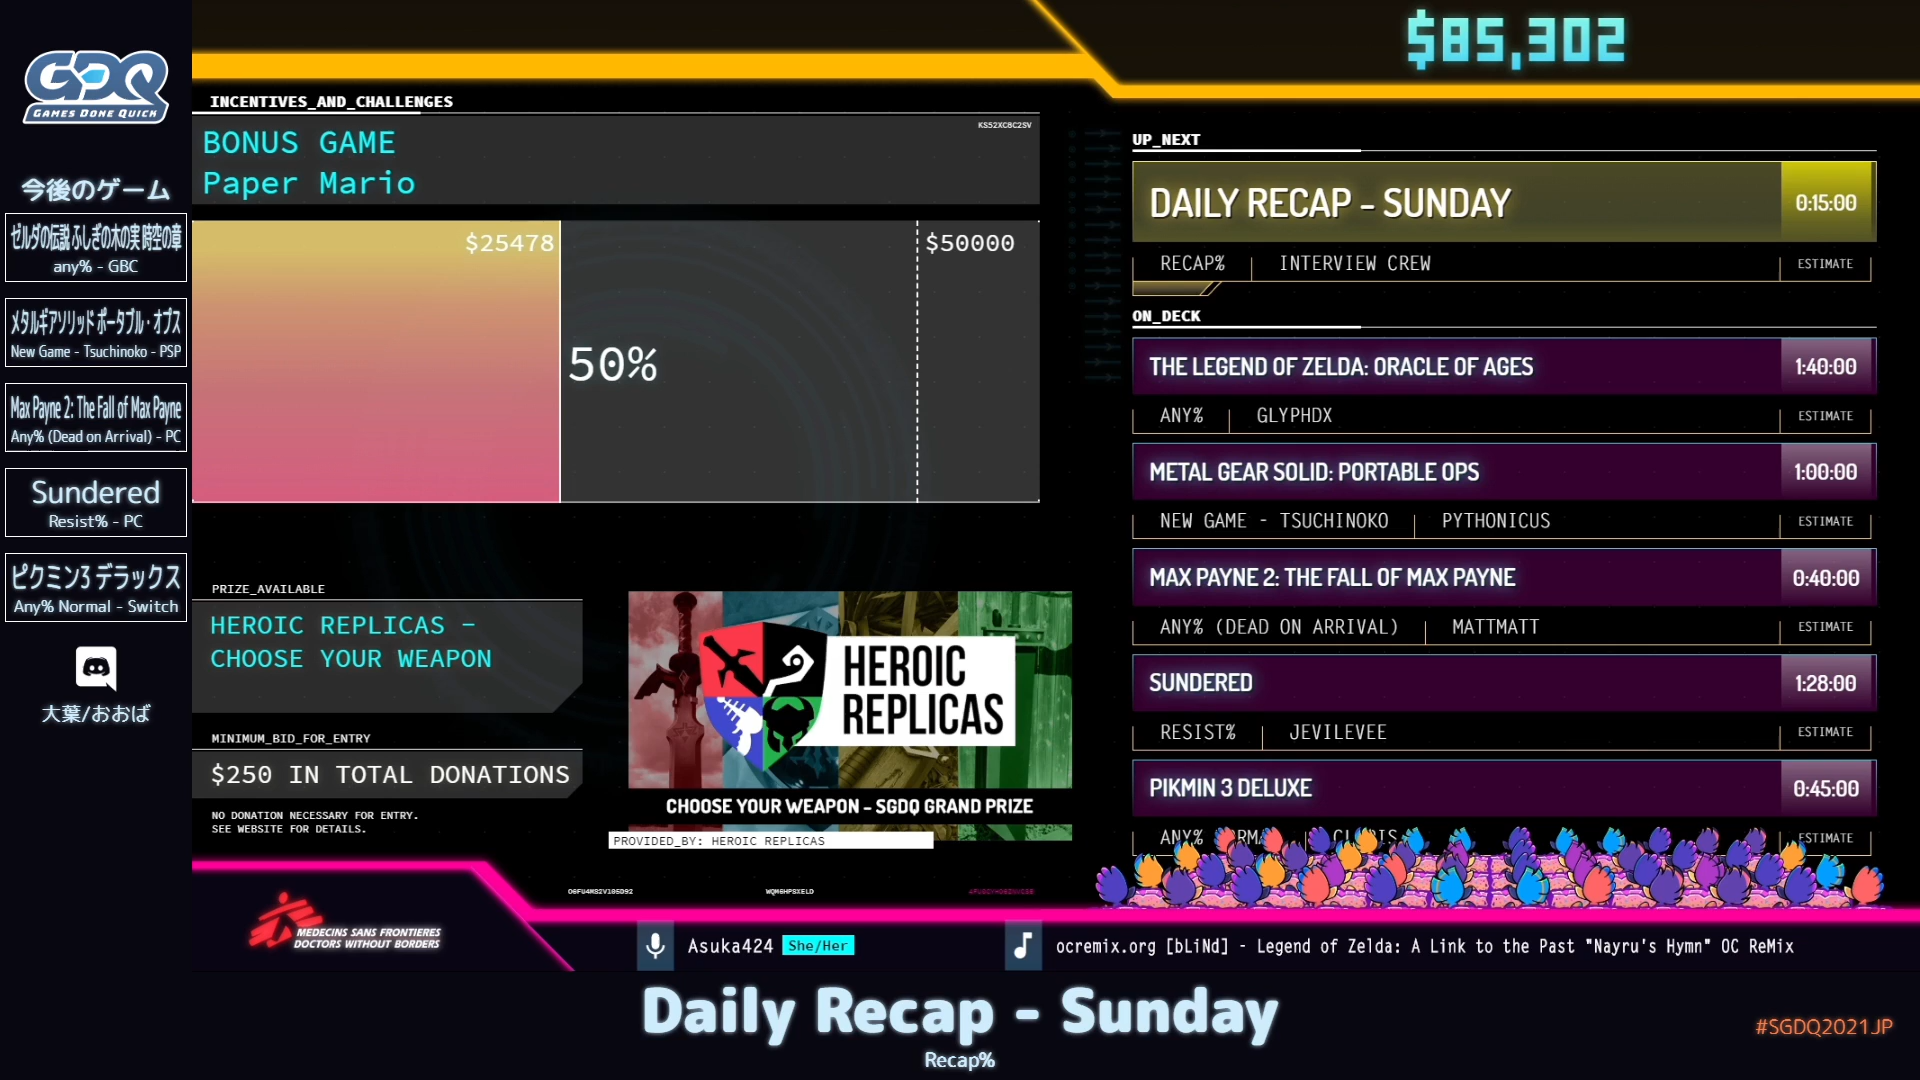 GDQ
GAMES DONE QUICK
今後のゲーム
ゼルダの伝説 ふしぎの木の実 時空の章
any% - GBC
メタルギアソリッド ポータブル・オプス
New Game - Tsuchinoko - PSP
Max Payne 2: The Fall of Max Payne
Any% (Dead on Arrival) - PC
Sundered
Resist% - PC
ピクミン3 デラックス
Any% Normal - Switch
大葉/おおば
$85,302
INCENTIVES_AND_CHALLENGES
BONUS GAME
KS52XC8C2SV
Paper Mario
$25478
$50000
50%
PRIZE_AVAILABLE
HEROIC REPLICAS -
CHOOSE YOUR WEAPON
MINIMUM_BID_FOR_ENTRY
$250 IN TOTAL DONATIONS
NO DONATION NECESSARY FOR ENTRY.
SEE WEBSITE FOR DETAILS.
HEROIC
REPLICAS
CHOOSE YOUR WEAPON - SGDQ GRAND PRIZE
PROVIDED_BY: HEROIC REPLICAS
UP_NEXT
DAILY RECAP - SUNDAY
0:15:00
RECAP%
INTERVIEW CREW
ESTIMATE
ON_DECK
THE LEGEND OF ZELDA: ORACLE OF AGES
1:40:00
ANY%
GLYPHDX
ESTIMATE
METAL GEAR SOLID: PORTABLE OPS
1:00:00
NEW GAME - TSUCHINOKO
PYTHONICUS
ESTIMATE
MAX PAYNE 2: THE FALL OF MAX PAYNE
0:40:00
ANY% (DEAD ON ARRIVAL)
MATTMATT
ESTIMATE
SUNDERED
1:28:00
RESIST%
JEVILEVEE
ESTIMATE
PIKMIN 3 DELUXE
0:45:00
ANY%
ESTIMATE
MEDECINS SANS FRONTIERES
DOCTORS WITHOUT BORDERS
Asuka424 She/Her
ocremix.org [bLiNd] - Legend of Zelda: A Link to the Past "Nayru's Hymn" OC ReMix
Daily Recap - Sunday
Recap%
#SGDQ2021JP